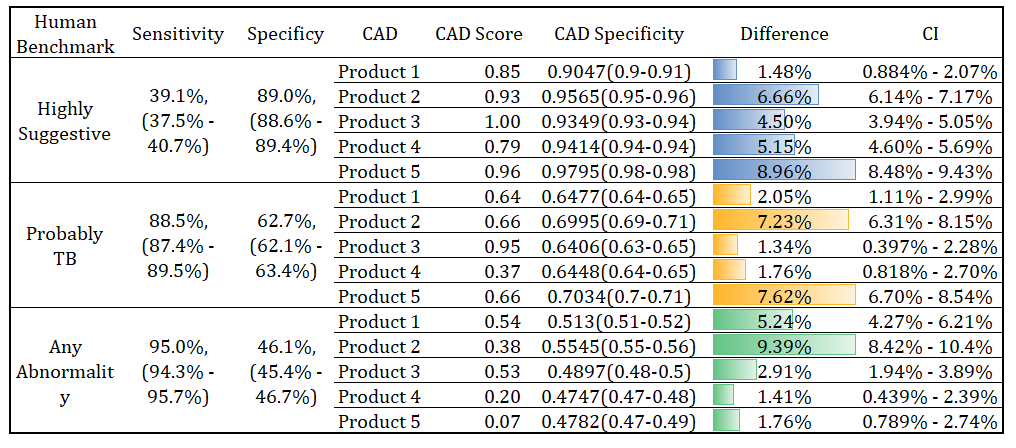 Human Benchmark Sensitivity Specificy CAD CAD Score CAD Specificity Difference CI
Highly Suggestive 39.1%, (37.5% - 40.7%) 89.0%, (88.6% - 89.4%)
Product 1 0.85 0.9047(0.9-0.91) 1.48% 0.884% - 2.07%
Product 2 0.93 0.9565(0.95-0.96) 6.66% 6.14% - 7.17%
Product 3 1.00 0.9349(0.93-0.94) 4.50% 3.94% - 5.05%
Product 4 0.79 0.9414(0.94-0.94) 5.15% 4.60% - 5.69%
Product 5 0.96 0.9795(0.98-0.98) 8.96% 8.48% - 9.43%
Probably TB 88.5%, (87.4% - 89.5%) 62.7%, (62.1% - 63.4%)
Product 1 0.64 0.6477(0.64-0.65) 2.05% 1.11% - 2.99%
Product 2 0.66 0.6995(0.69-0.71) 7.23% 6.31% - 8.15%
Product 3 0.95 0.6406(0.63-0.65) 1.34% 0.397% - 2.28%
Product 4 0.37 0.6448(0.64-0.65) 1.76% 0.818% - 2.70%
Product 5 0.66 0.7034(0.7-0.71) 7.62% 6.70% - 8.54%
Any Abnormalit y 95.0%, (94.3% - 95.7%) 46.1%, (45.4% - 46.7%)
Product 1 0.54 0.513(0.51-0.52) 5.24% 4.27% - 6.21%
Product 2 0.38 0.5545(0.55-0.56) 9.39% 8.42% - 10.4%
Product 3 0.53 0.4897(0.48-0.5) 2.91% 1.94% - 3.89%
Product 4 0.20 0.4747(0.47-0.48) 1.41% 0.439% - 2.39%
Product 5 0.07 0.4782(0.47-0.49) 1.76% 0.789% - 2.74%